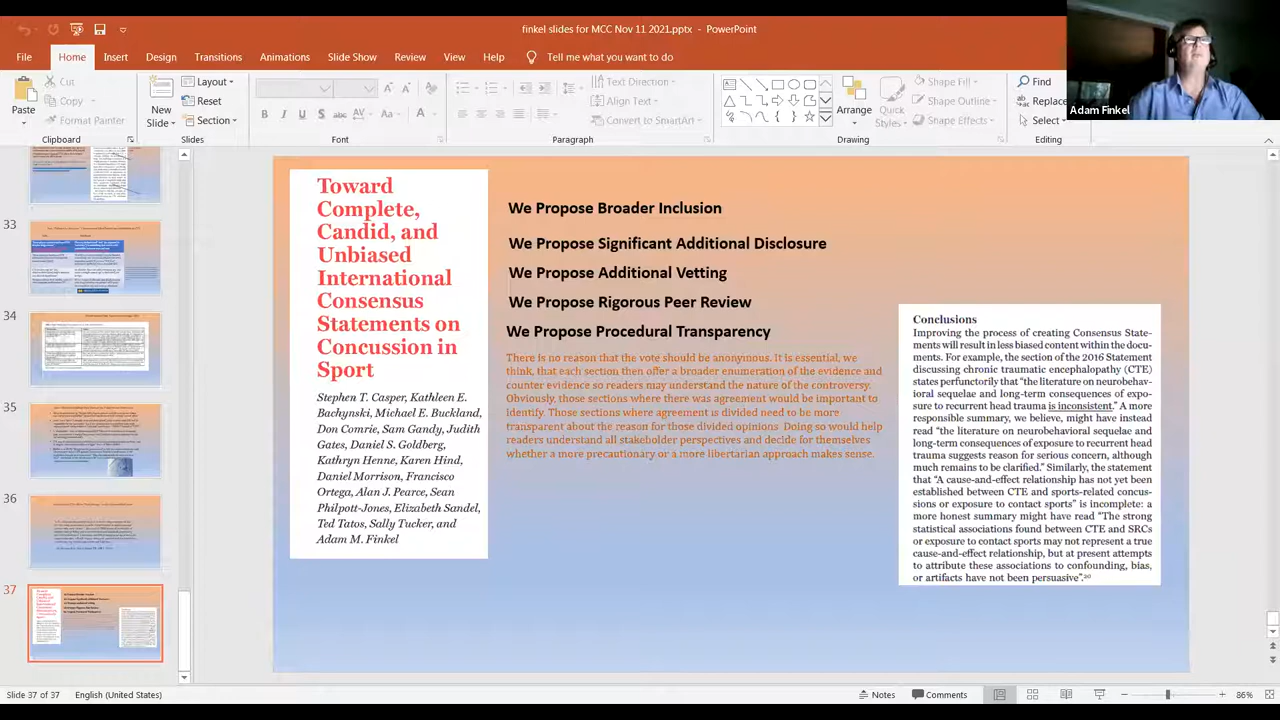 finkel slides for MCC Nov 11 2021.pptx - PowerPoint
Adam Finkel
File Home Insert Design Transitions Animations Slide Show Review View Help Tell me what you want to do
Paste
Cut
Copy
Format Painter
Clipboard
New
Slide
Layout
Reset
Section
Slides
B I U S abc AV Aa A
Font
Text Direction
Align Text
Convert to SmartArt
Paragraph
Arrange
Quick
Styles
Shape Fill
Shape Outline
Shape Effects
Drawing
Find
Replace
Select
Editing
33
34
35
36
37
Toward
Complete,
Candid, and
Unbiased
International
Consensus
Statements on
Concussion in
Sport
Stephen T. Casper, Kathleen E.
Bachynski, Michael E. Buckland,
Don Comrie, Sam Gandy, Judith
Gates, Daniel S. Goldberg,
Kathryn Henne, Karen Hind,
Daniel Morrison, Francisco
Ortega, Alan J. Pearce, Sean
Philpott-Jones, Elizabeth Sandel,
Ted Tatos, Sally Tucker, and
Adam M. Finkel
We Propose Broader Inclusion
We Propose Significant Additional Disclosure
We Propose Additional Vetting
We Propose Rigorous Peer Review
We Propose Procedural Transparency
There is no reason that the vote should be anonymous. It is essential, we
think, that each section then offer a broader enumeration of the evidence and
counter evidence so readers may understand the nature of the controversy.
Obviously, those sections where there was agreement would be important to
identify. Those sections where agreement is divided need to be more
transparent about the reason for those divided opinions. Doing so would help
readers understand all stakeholder perspectives and decide for themselves
whether a more precautionary or a more libertarian approach makes sense.
Conclusions
Improving the process of creating Consensus State-
ments will result in less biased content within the docu-
ments. For example, the section of the 2016 Statement
discussing chronic traumatic encephalopathy (CTE)
states perfunctorily that “the literature on neurobehav-
ioral sequelae and long-term consequences of expo-
sure to recurrent head trauma is inconsistent.” A more
responsible summary, we believe, might have instead
read “the literature on neurobehavioral sequelae and
long-term consequences of exposure to recurrent head
trauma suggests reason for serious concern, although
much remains to be clarified.” Similarly, the statement
that “A cause-and-effect relationship has not yet been
established between CTE and sports-related concus-
sions or exposure to contact sports” is incomplete: a
more honest summary might have read “The strong
statistical associations found between CTE and SRCs
or exposure to contact sports may not represent a true
cause-and-effect relationship, but at present attempts
to attribute these associations to confounding, bias,
or artifacts have not been persuasive”.20
Slide 37 of 37 English (United States) Notes Comments 86%